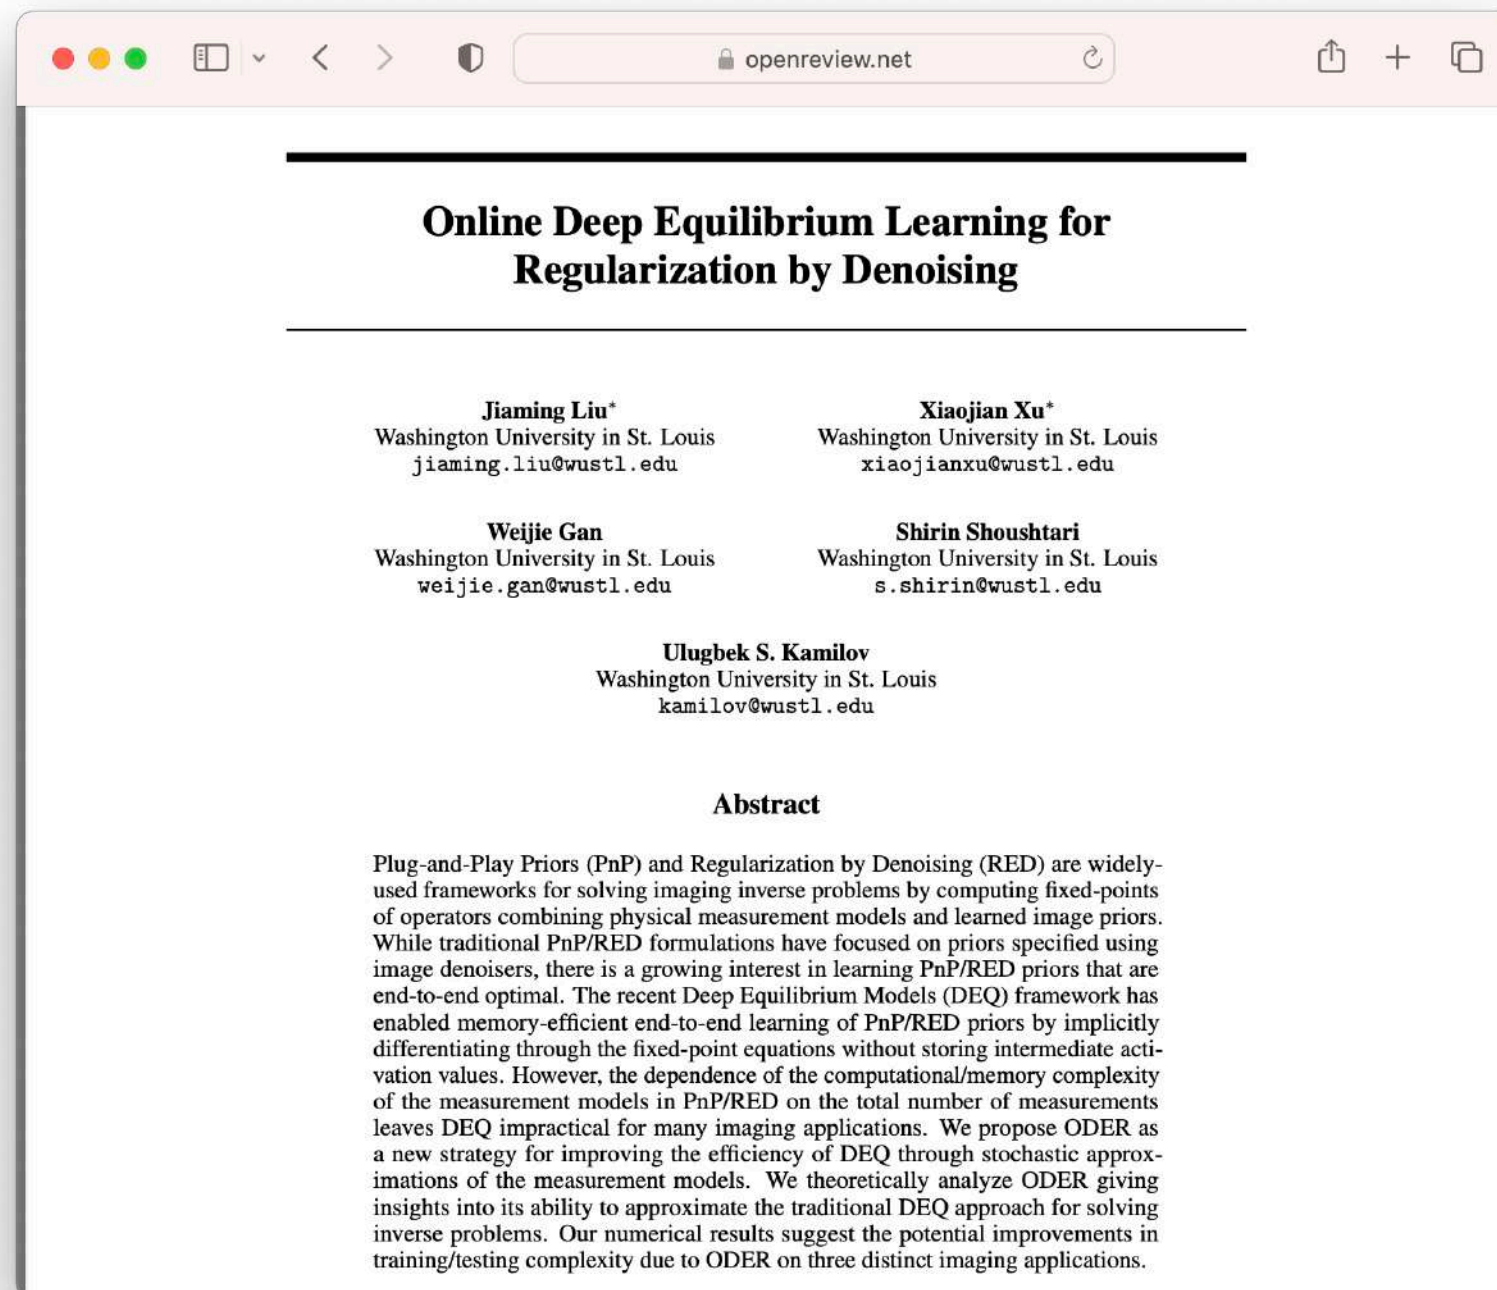 openreview.net
Online Deep Equilibrium Learning for
Regularization by Denoising
Jiaming Liu*
Washington University in St. Louis
jiaming.liu@wustl.edu
Xiaojian Xu*
Washington University in St. Louis
xiaojianxu@wustl.edu
Weijie Gan
Washington University in St. Louis
weijie.gan@wustl.edu
Shirin Shoushtari
Washington University in St. Louis
s.shirin@wustl.edu
Ulugbek S. Kamilov
Washington University in St. Louis
kamilov@wustl.edu
Abstract
Plug-and-Play Priors (PnP) and Regularization by Denoising (RED) are widely-
used frameworks for solving imaging inverse problems by computing fixed-points
of operators combining physical measurement models and learned image priors.
While traditional PnP/RED formulations have focused on priors specified using
image denoisers, there is a growing interest in learning PnP/RED priors that are
end-to-end optimal. The recent Deep Equilibrium Models (DEQ) framework has
enabled memory-efficient end-to-end learning of PnP/RED priors by implicitly
differentiating through the fixed-point equations without storing intermediate acti-
vation values. However, the dependence of the computational/memory complexity
of the measurement models in PnP/RED on the total number of measurements
leaves DEQ impractical for many imaging applications. We propose ODER as
a new strategy for improving the efficiency of DEQ through stochastic approx-
imations of the measurement models. We theoretically analyze ODER giving
insights into its ability to approximate the traditional DEQ approach for solving
inverse problems. Our numerical results suggest the potential improvements in
training/testing complexity due to ODER on three distinct imaging applications.